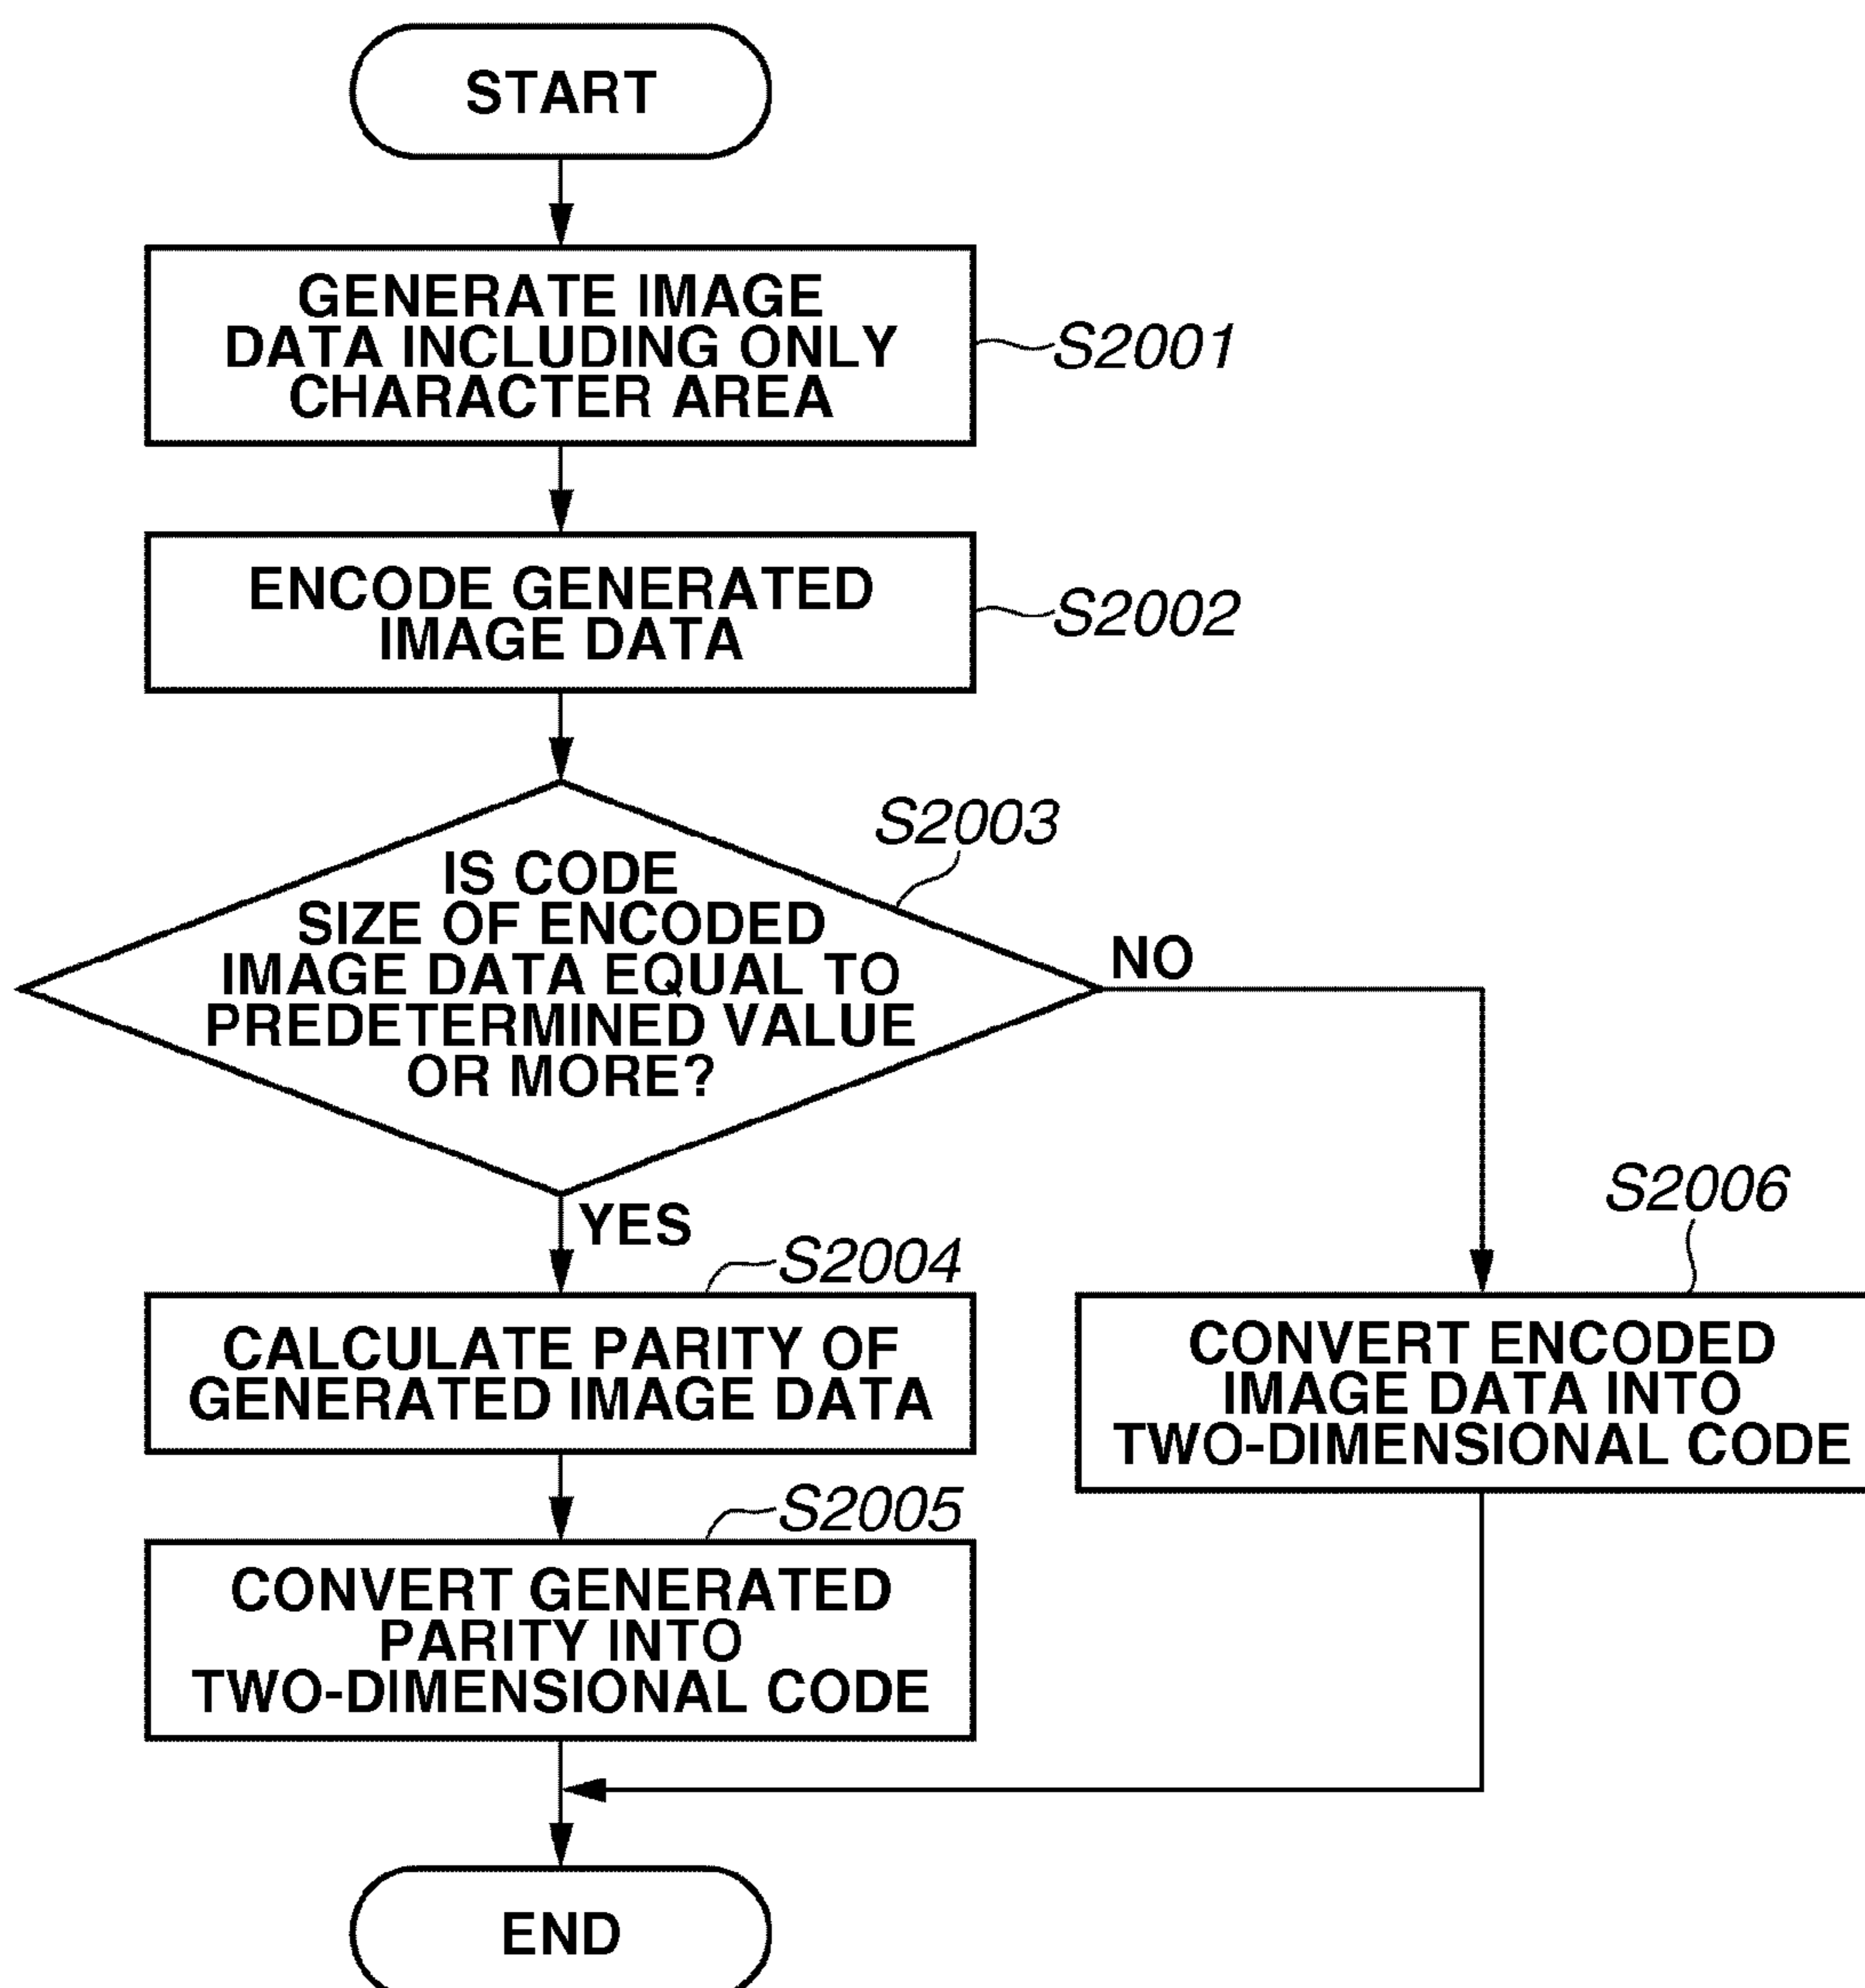 START
GENERATE IMAGE
DATA INCLUDING ONLY
CHARACTER AREA
S2001
ENCODE GENERATED
IMAGE DATA
S2002
S2003
IS CODE
SIZE OF ENCODED
IMAGE DATA EQUAL TO
PREDETERMINED VALUE
OR MORE?
NO
YES
S2004
CALCULATE PARITY OF
GENERATED IMAGE DATA
S2006
CONVERT ENCODED
IMAGE DATA INTO
TWO-DIMENSIONAL CODE
S2005
CONVERT GENERATED
PARITY INTO
TWO-DIMENSIONAL CODE
END